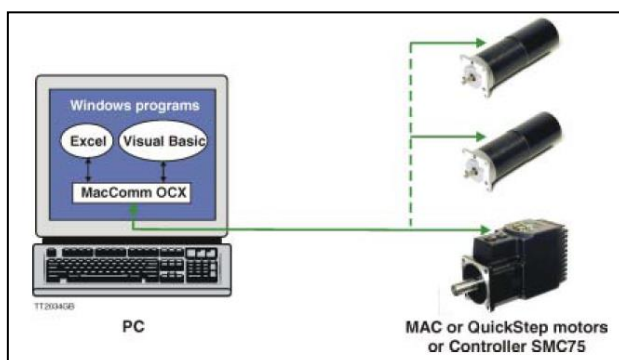 Windows programs
Excel
Visual Basic
MacComm OCX
TT2034GB
PC
MAC or QuickStep motors
or Controller SMC75